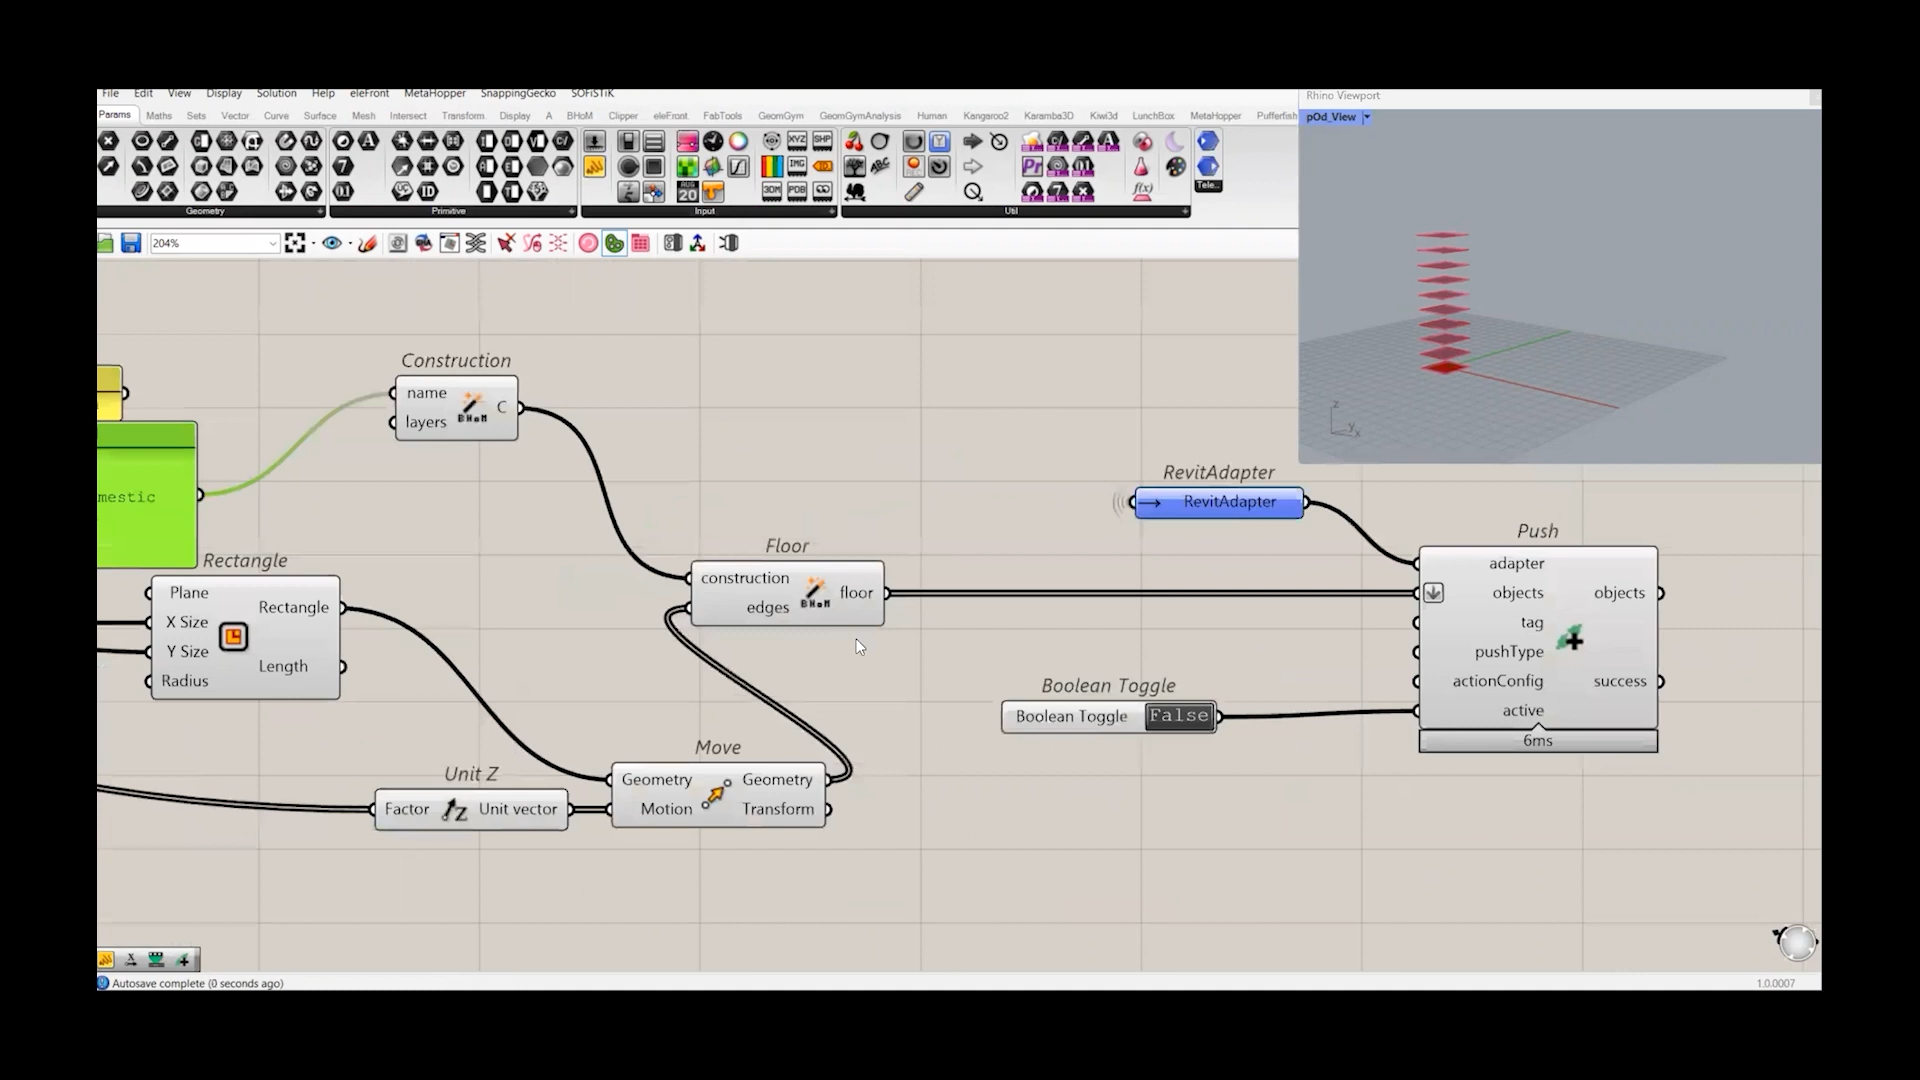 File Edit View Display Solution Help eleFront MetaHopper SnappingGecko SOFiSTiK
Rhino Viewport
Params Maths Sets Vector Curve Surface Mesh Intersect Transform Display A BHoM Clipper eleFront FabTools GeomGym GeomGymAnalysis Human Kangaroo2 Karamba3D Kiwi3d LunchBox MetaHopper Pufferfish
pOd_View
Tele...
Geometry Primitive Input Util
204%
Construction
name
layers
C
mestic
RevitAdapter
RevitAdapter
Push
adapter
objects objects
tag
pushType
actionConfig success
active
6ms
Floor
construction
edges
floor
Rectangle
Plane
X Size
Y Size
Radius
Rectangle
Length
Boolean Toggle
Boolean Toggle False
Move
Geometry Geometry
Motion Transform
Unit Z
Factor Unit vector
Autosave complete (0 seconds ago)
1.0.0007